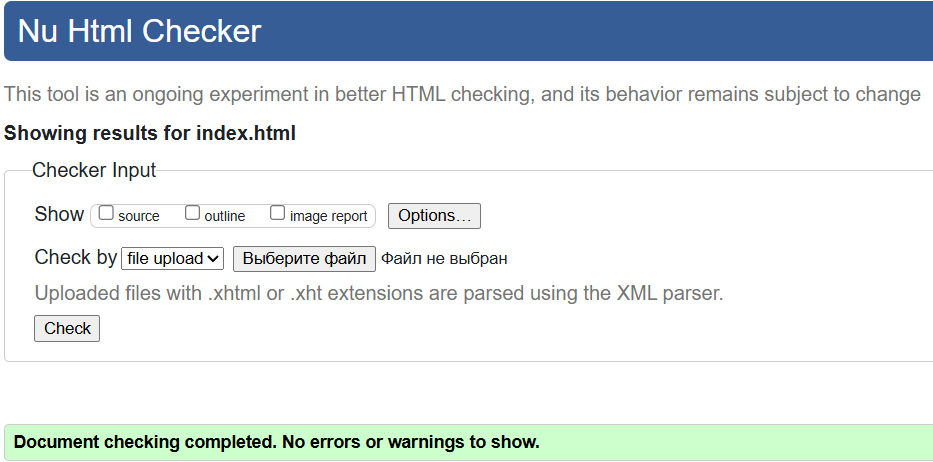 Nu Html Checker
This tool is an ongoing experiment in better HTML checking, and its behavior remains subject to change
Showing results for index.html
Checker Input
Show source outline image report Options...
Check by file upload Выберите файл Файл не выбран
Uploaded files with .xhtml or .xht extensions are parsed using the XML parser.
Check
Document checking completed. No errors or warnings to show.